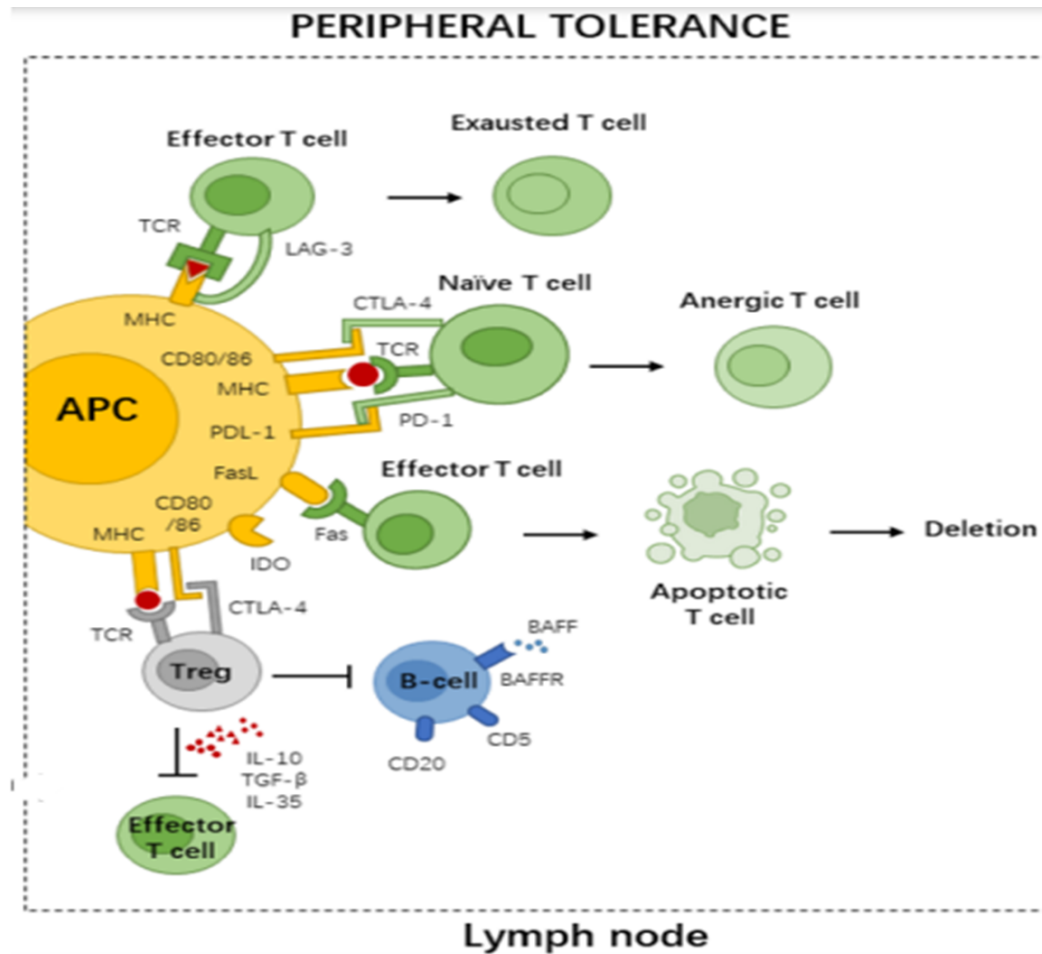 PERIPHERAL TOLERANCE
Effector T cell
Exausted T cell
TCR
LAG-3
MHC
Naïve T cell
CTLA-4
Anergic T cell
CD80/86
TCR
MHC
APC
PD-1
PDL-1
FasL
Effector T cell
CD80
/86
MHC
Fas
Deletion
IDO
Apoptotic
T cell
CTLA-4
TCR
BAFF
Treg
B-cell
BAFFR
CD5
CD20
IL-10
TGF-β
IL-35
Effector
T cell
Lymph node